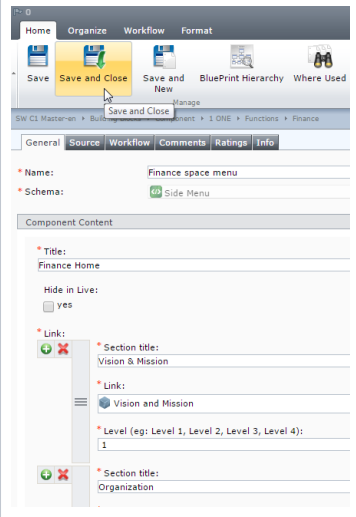 Home Organize Workflow Format
Save Save and Close Save and New BluePrint Hierarchy Where Used
Manage
Save and Close
SW C1 Master-en Building Blocks Component 1 ONE Functions Finance
General Source Workflow Comments Ratings Info
* Name: Finance space menu
* Schema: Side Menu
Component Content
* Title:
Finance Home
Hide in Live:
yes
* Link:
* Section title:
Vision & Mission
* Link:
Vision and Mission
* Level (eg: Level 1, Level 2, Level 3, Level 4):
1
* Section title:
Organization